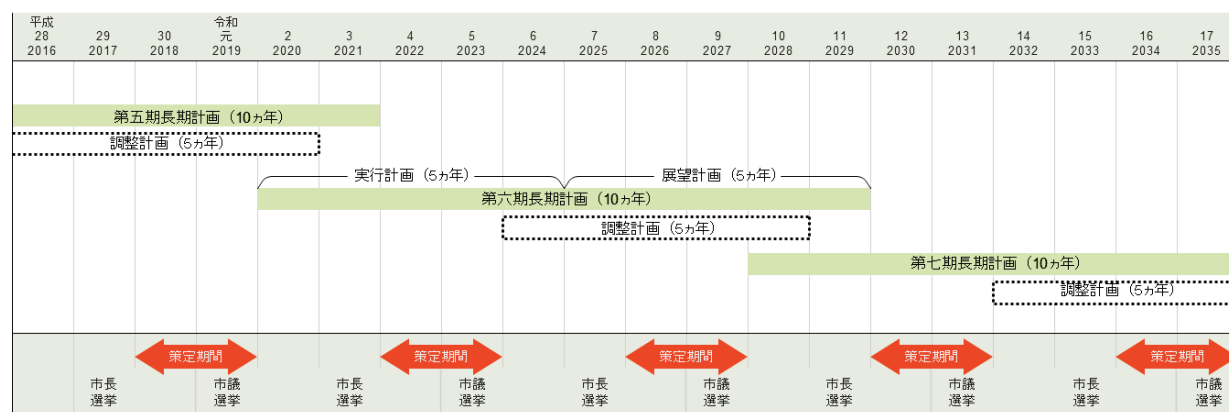 平成 令和
28 29 30 元 2 3 4 5 6 7 8 9 10 11 12 13 14 15 16 17
2016 2017 2018 2019 2020 2021 2022 2023 2024 2025 2026 2027 2028 2029 2030 2031 2032 2033 2034 2035
第五期長期計画（10ヵ年）
調整計画（5ヵ年）
実行計画（5ヵ年） 展望計画（5ヵ年）
第六期長期計画（10ヵ年）
調整計画（5ヵ年）
第七期長期計画（10ヵ年）
調整計画（5ヵ年）
策定期間 策定期間 策定期間 策定期間 策定期間
市長 市議 市長 市議 市長 市議 市長 市議 市長 市議
選挙 選挙 選挙 選挙 選挙 選挙 選挙 選挙 選挙 選挙